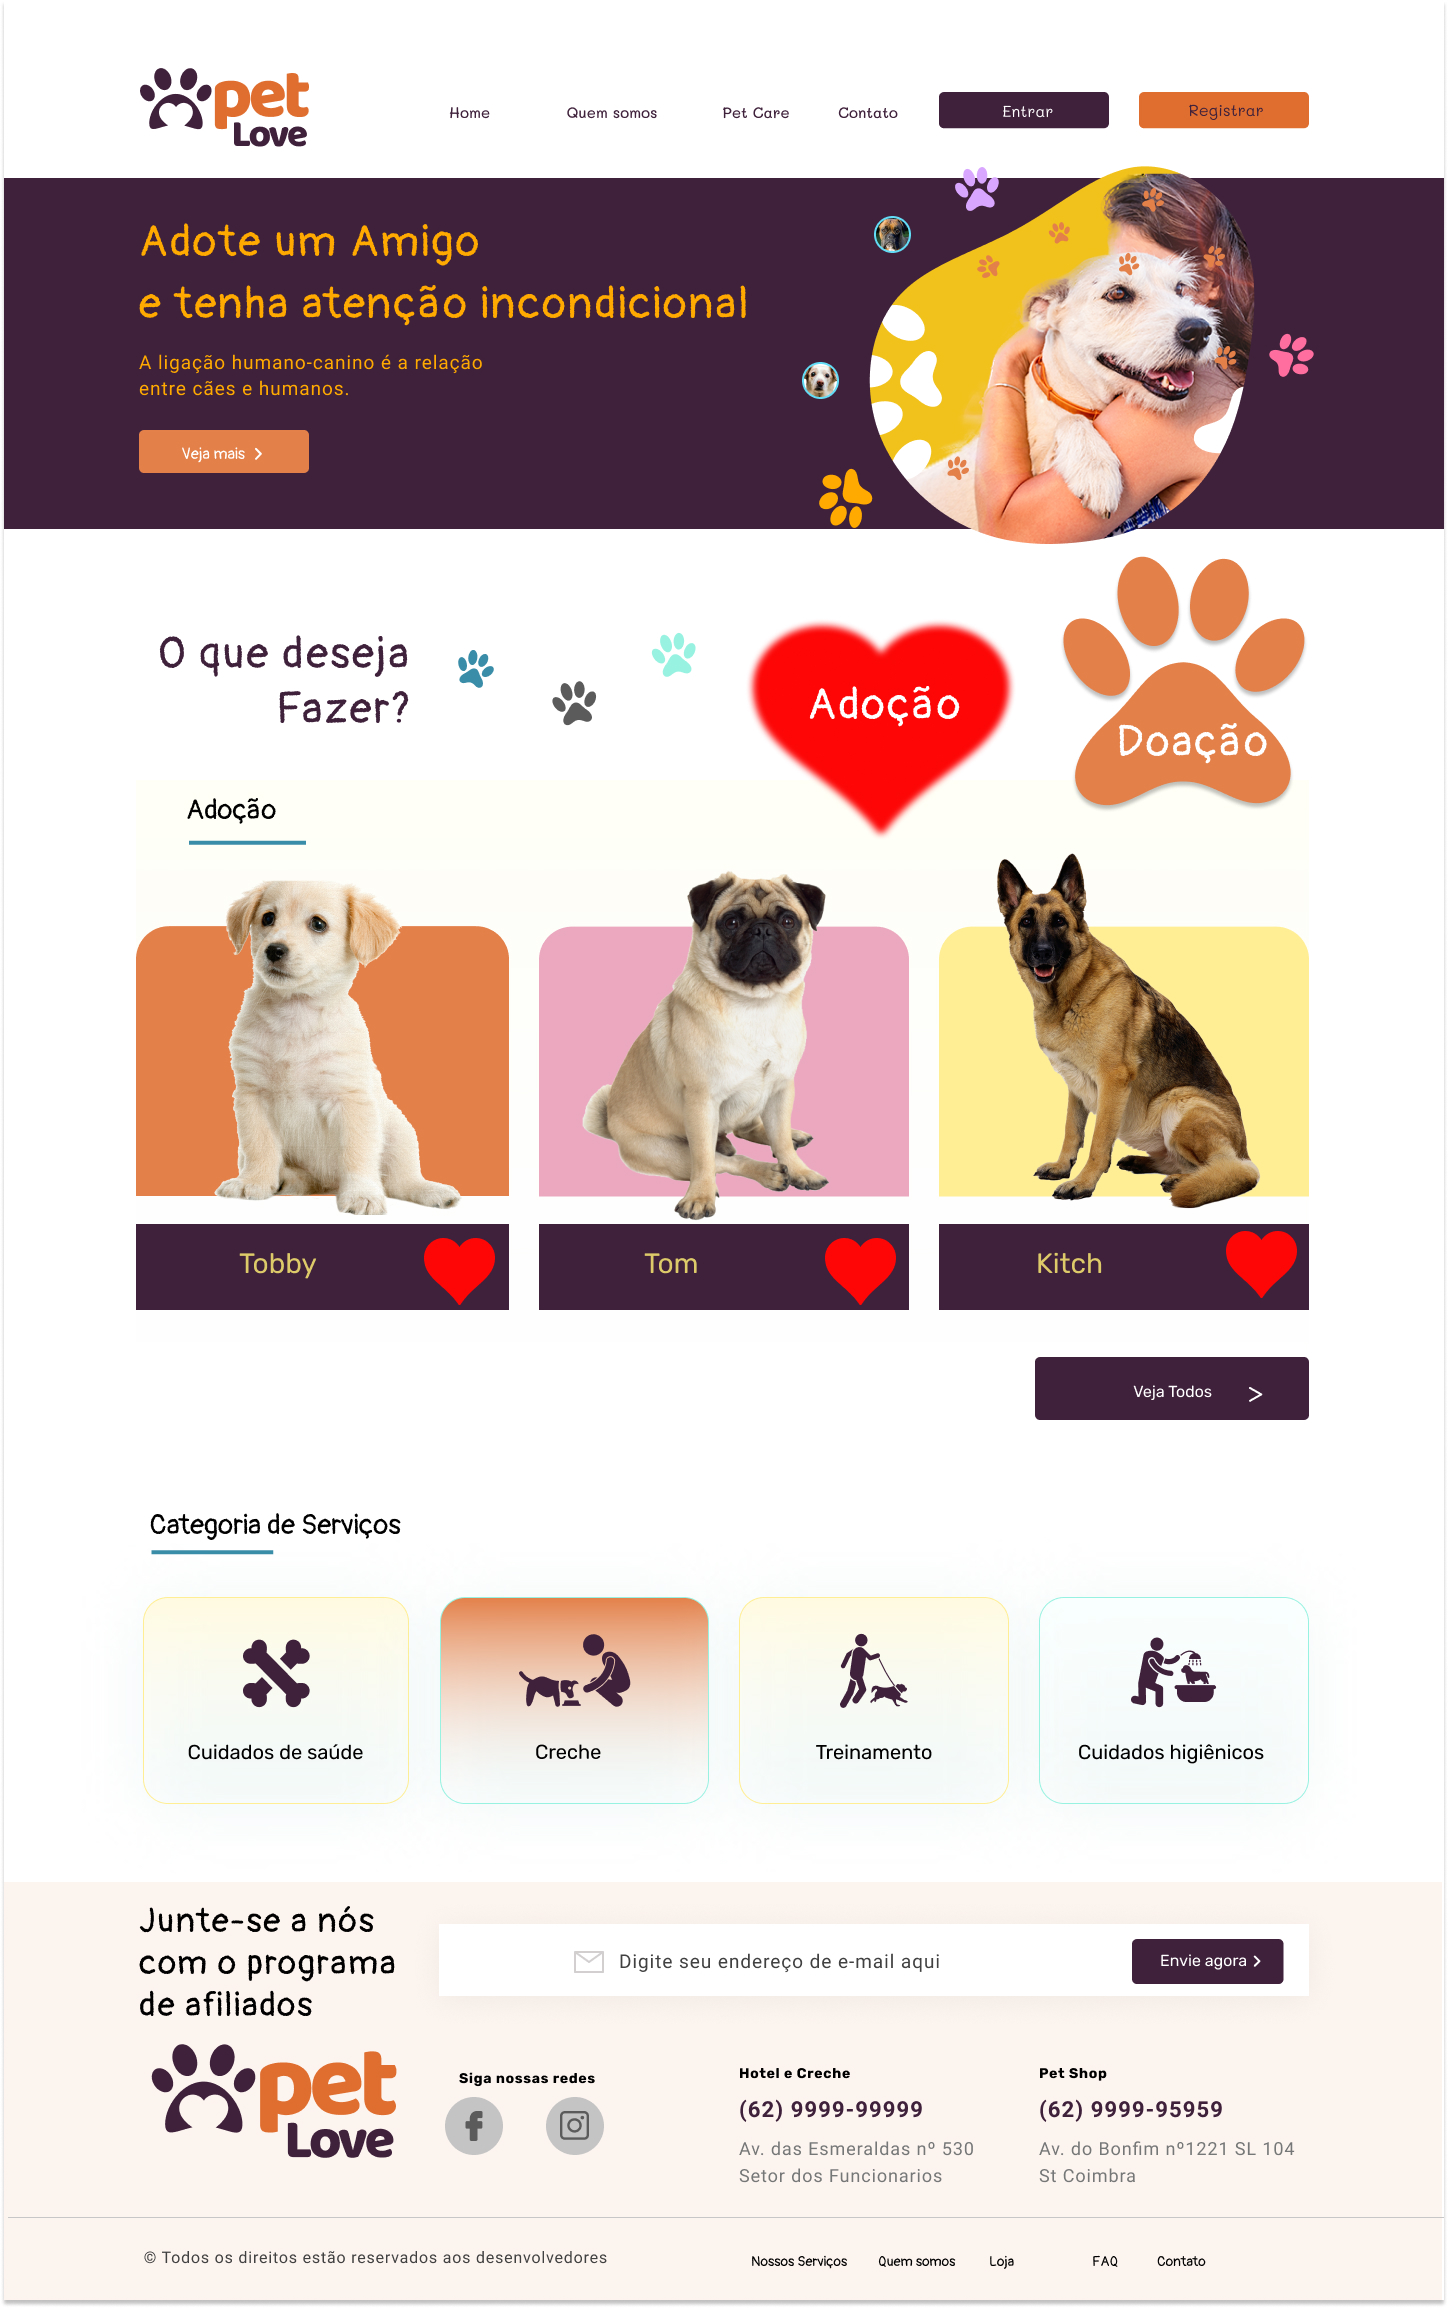 pet
Love
Home
Quem somos
Pet Care
Contato
Entrar
Registrar
Adote um Amigo
e tenha atenção incondicional
A ligação humano-canino é a relação
entre cães e humanos.
Veja mais
O que deseja
Fazer?
Adoção
Doação
Adoção
Tobby
Tom
Kitch
Veja Todos >
Categoria de Serviços
Cuidados de saúde
Creche
Treinamento
Cuidados higiênicos
Junte-se a nós
com o programa
de afiliados
Digite seu endereço de e-mail aqui
Envie agora
pet
Love
Siga nossas redes
Hotel e Creche
(62) 9999-99999
Av. das Esmeraldas nº 530
Setor dos Funcionarios
Pet Shop
(62) 9999-95959
Av. do Bonfim nº1221 SL 104
St Coimbra
© Todos os direitos estão reservados aos desenvolvedores
Nossos Serviços
Quem somos
Loja
FAQ
Contato